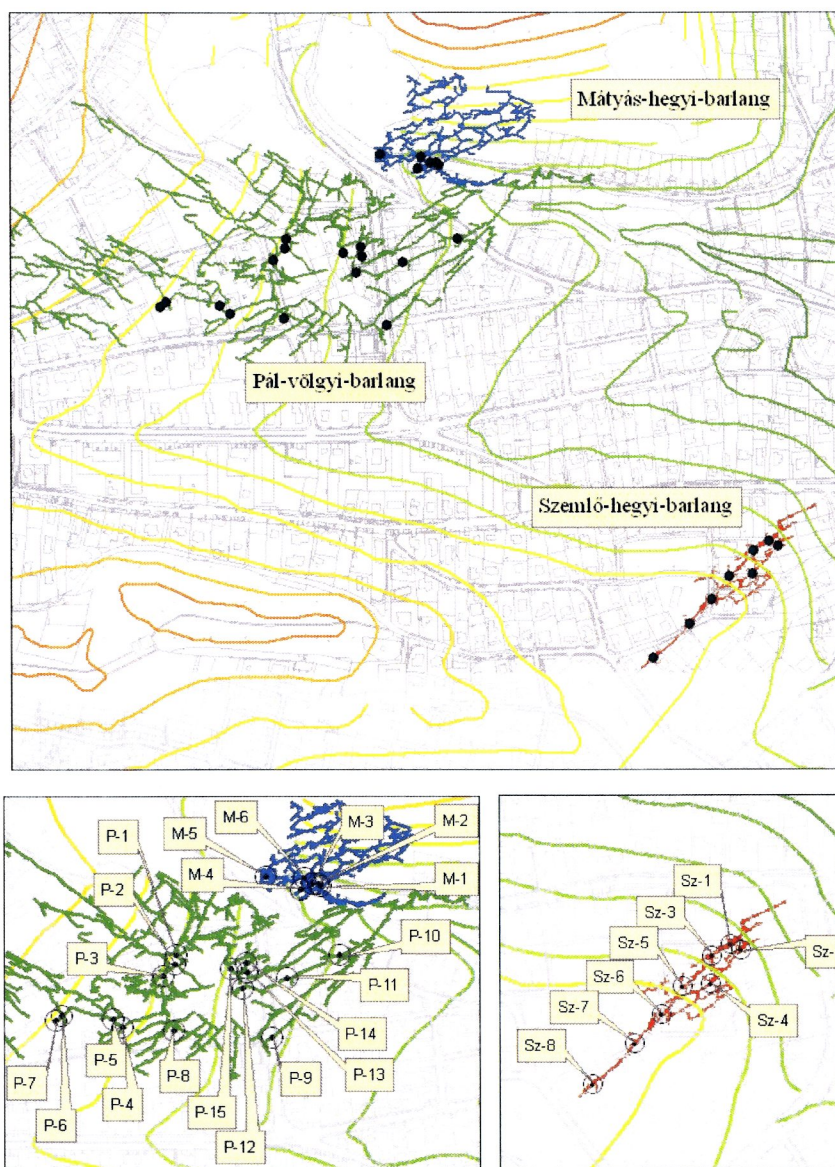 Mátyás-hegyi-barlang
Pál-völgyi-barlang
Szemlő-hegyi-barlang
P-1
M-6
M-3
M-2
M-5
P-2
M-4
M-1
P-3
P-10
P-11
P-14
P-7
P-5
P-8
P-9
P-13
P-6
P-4
P-15
P-12
Sz-1
Sz-3
Sz-5
Sz-
Sz-6
Sz-7
Sz-4
Sz-8